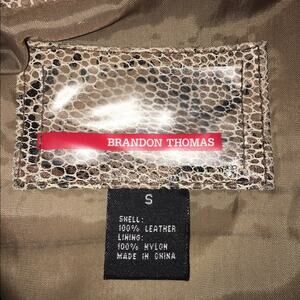 BRANDON THOMAS
S
SHELL:
100% LEATHER
LINING:
100% NYLON
MADE IN CHINA